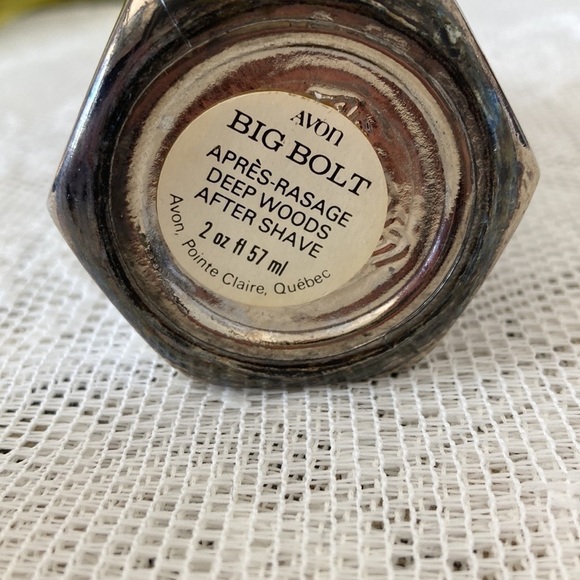 AVON
BIG BOLT
APRÈS-RASAGE
DEEP WOODS
AFTER SHAVE
2 oz fl 57 ml
Avon, Pointe Claire, Québec